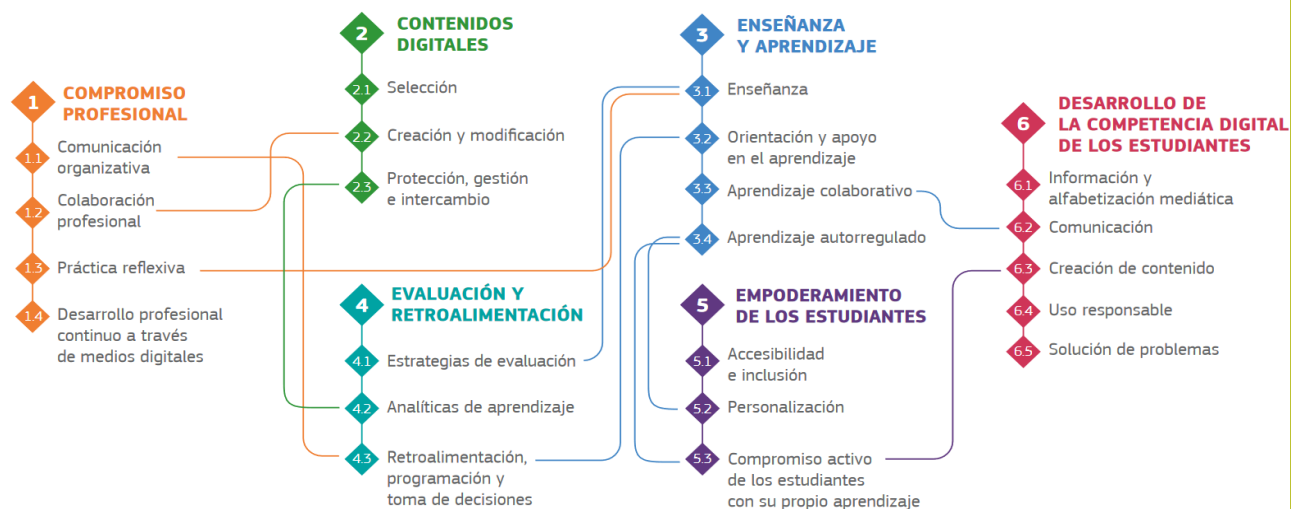 1
COMPROMISO
PROFESIONAL
1.1
Comunicación
organizativa
1.2
Colaboración
profesional
1.3
Práctica reflexiva
1.4
Desarrollo profesional
continuo a través
de medios digitales
2
CONTENIDOS
DIGITALES
2.1
Selección
2.2
Creación y modificación
2.3
Protección, gestión
e intercambio
3
ENSEÑANZA
Y APRENDIZAJE
3.1
Enseñanza
3.2
Orientación y apoyo
en el aprendizaje
3.3
Aprendizaje colaborativo
3.4
Aprendizaje autorregulado
4
EVALUACIÓN Y
RETROALIMENTACIÓN
4.1
Estrategias de evaluación
4.2
Analíticas de aprendizaje
4.3
Retroalimentación,
programación y
toma de decisiones
5
EMPODERAMIENTO
DE LOS ESTUDIANTES
5.1
Accesibilidad
e inclusión
5.2
Personalización
5.3
Compromiso activo
de los estudiantes
con su propio aprendizaje
6
DESARROLLO DE
LA COMPETENCIA DIGITAL
DE LOS ESTUDIANTES
6.1
Información y
alfabetización mediática
6.2
Comunicación
6.3
Creación de contenido
6.4
Uso responsable
6.5
Solución de problemas